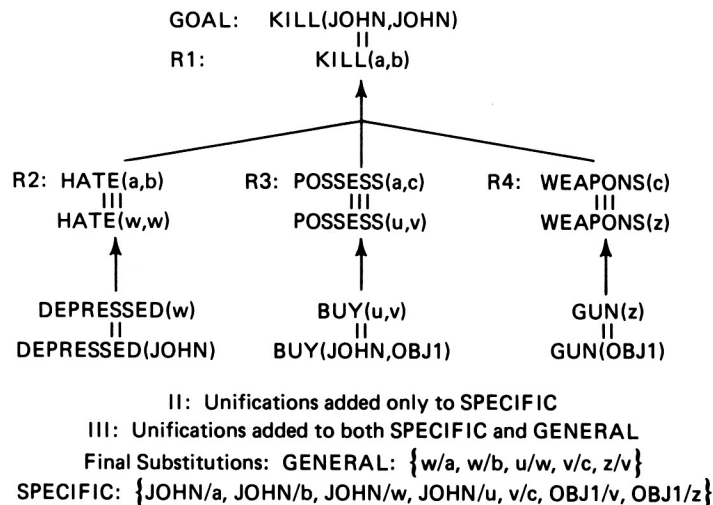 GOAL: KILL(JOHN,JOHN)
II
R1: KILL(a,b)
R2: HATE(a,b) R3: POSSESS(a,c) R4: WEAPONS(c)
III III III
HATE(w,w) POSSESS(u,v) WEAPONS(z)
DEPRESSED(w) BUY(u,v) GUN(z)
II II II
DEPRESSED(JOHN) BUY(JOHN,OBJ1) GUN(OBJ1)
II: Unifications added only to SPECIFIC
III: Unifications added to both SPECIFIC and GENERAL
Final Substitutions: GENERAL: {w/a, w/b, u/w, v/c, z/v}
SPECIFIC: {JOHN/a, JOHN/b, JOHN/w, JOHN/u, v/c, OBJ1/v, OBJ1/z}